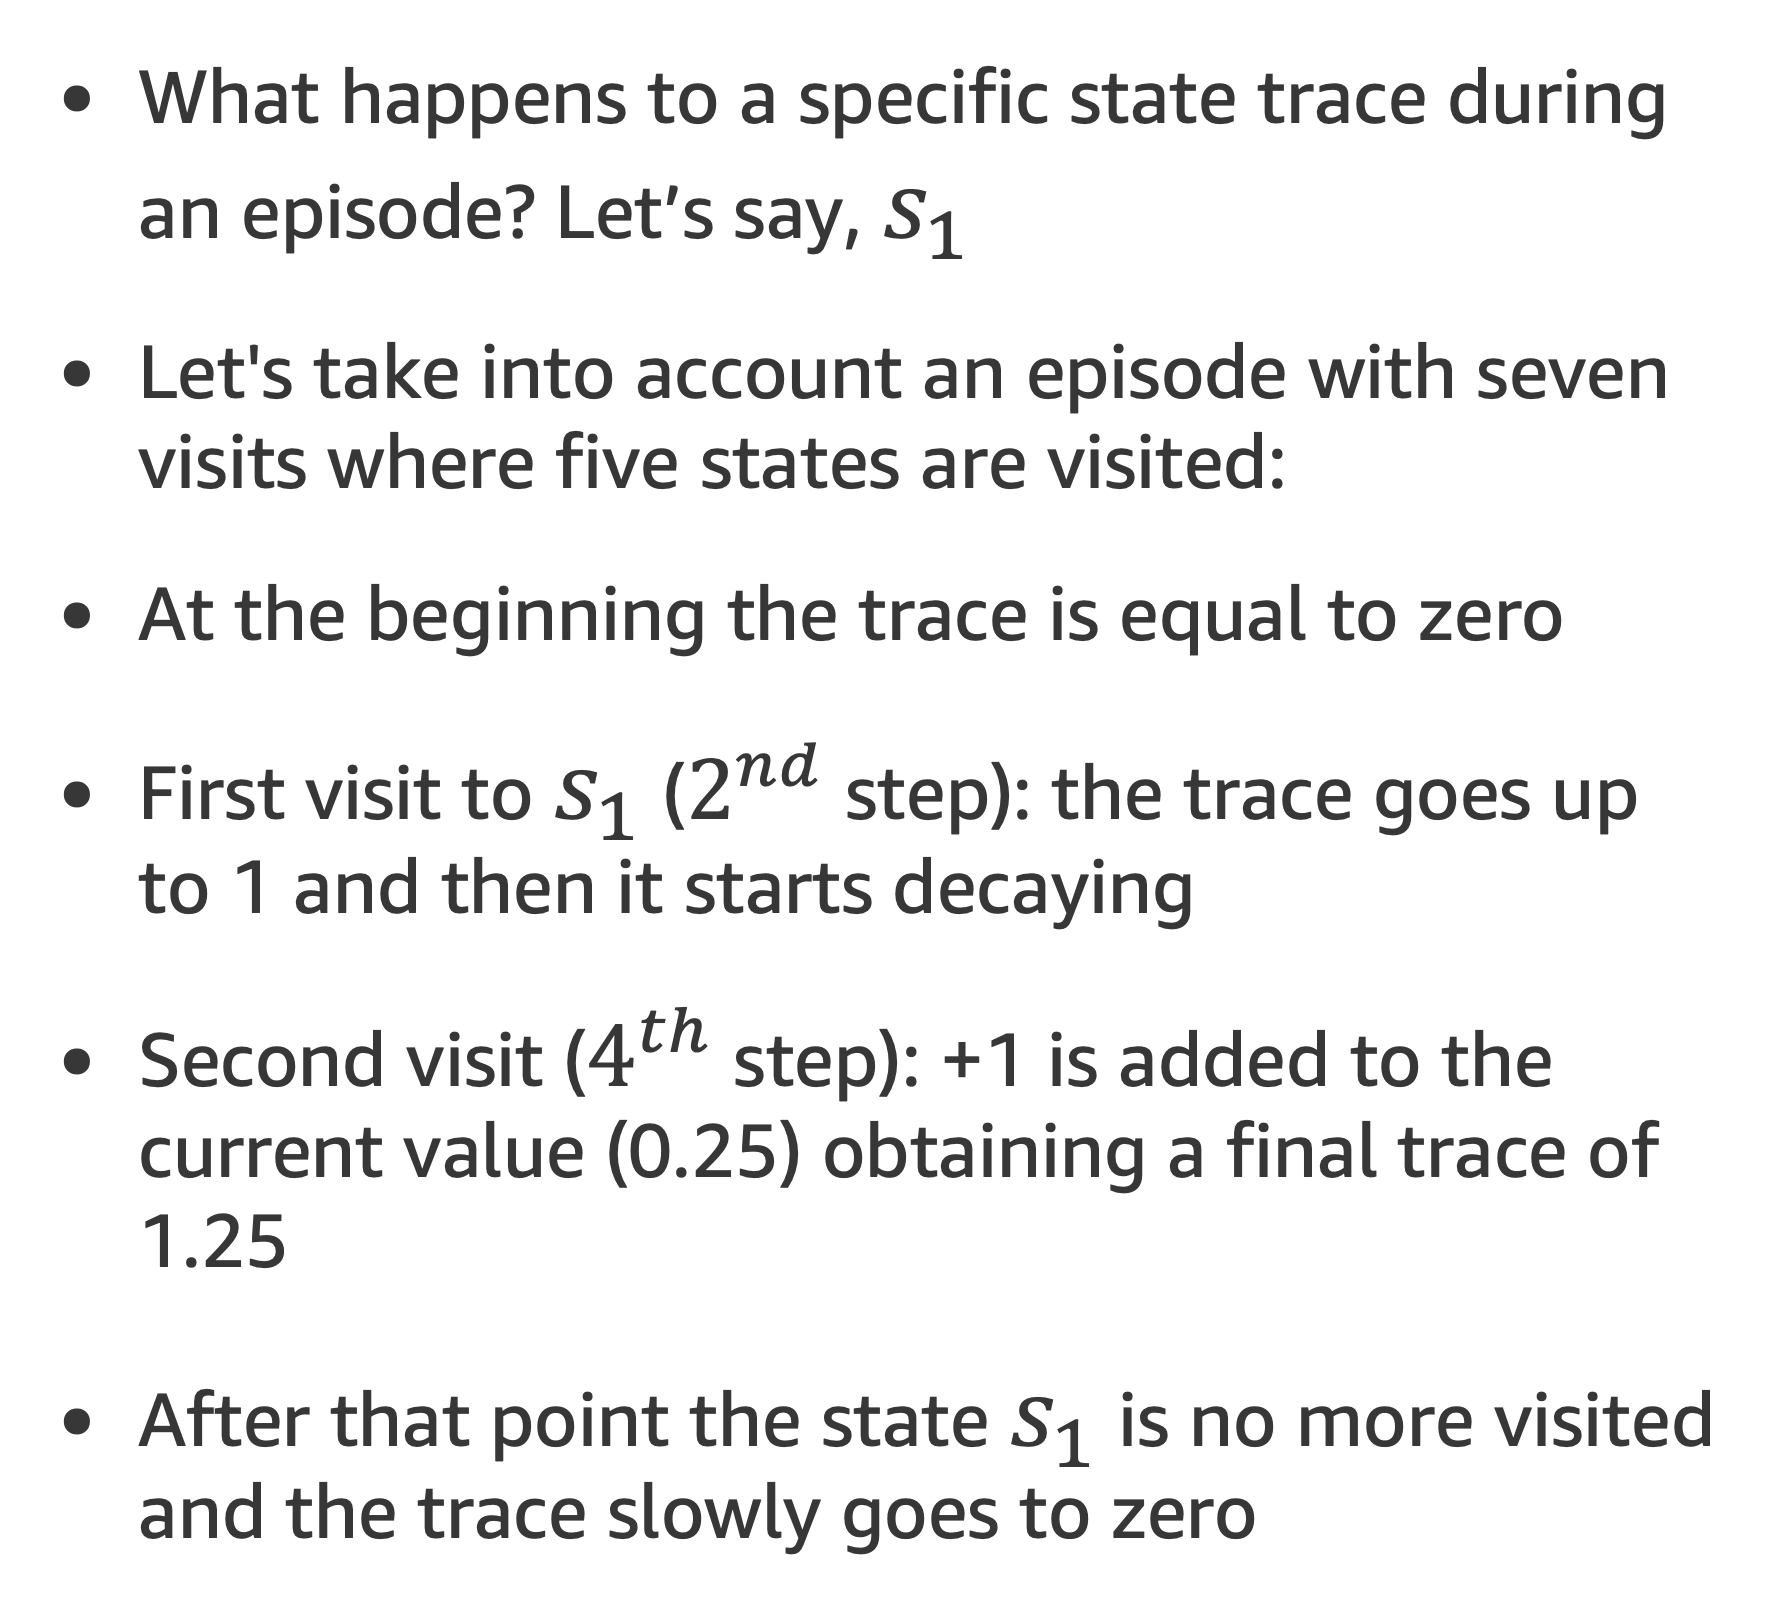 • What happens to a specific state trace during
an episode? Let’s say, 𝑠₁
• Let's take into account an episode with seven
visits where five states are visited:
• At the beginning the trace is equal to zero
• First visit to 𝑠₁ (2ⁿᵈ step): the trace goes up
to 1 and then it starts decaying
• Second visit (4ᵗʰ step): +1 is added to the
current value (0.25) obtaining a final trace of
1.25
• After that point the state 𝑠₁ is no more visited
and the trace slowly goes to zero